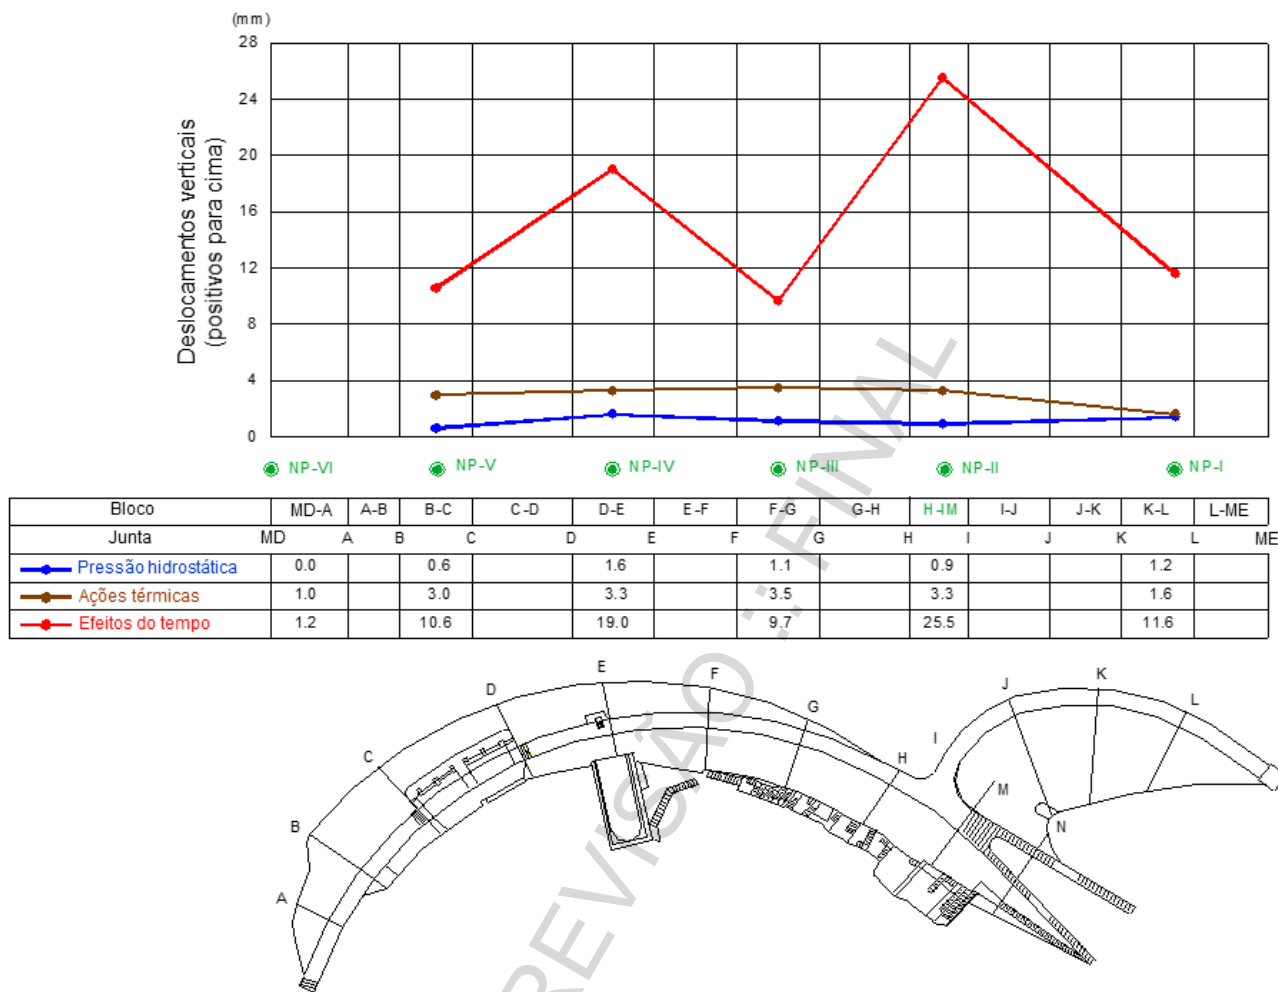 (mm)
28
24
20
16
12
8
4
0
Deslocamentos verticais
(positivos para cima)
NP-VI NP-V NP-IV NP-III NP-II NP-I
Bloco MD-A A-B B-C C-D D-E E-F F-G G-H H-IM I-J J-K K-L L-ME
Junta MD A B C D E F G H I J K L ME
Pressão hidrostática 0.0 0.6 1.6 1.1 0.9 1.2
Ações térmicas 1.0 3.0 3.3 3.5 3.3 1.6
Efeitos do tempo 1.2 10.6 19.0 9.7 25.5 11.6
A B C D E F G H I J K L M N
REVISÃO .:. FINAL